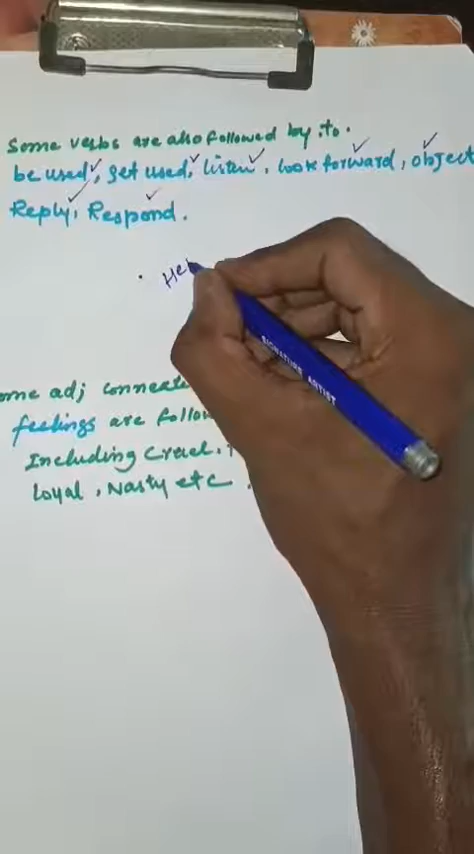 Some verbs are also followed by to.
be used, get used, listen, look forward, object
Reply, Respond.
He
SIGNATURE ARTIST
ome adj connecte
feelings are follow
Including Cruel,
loyal, Nasty etc.